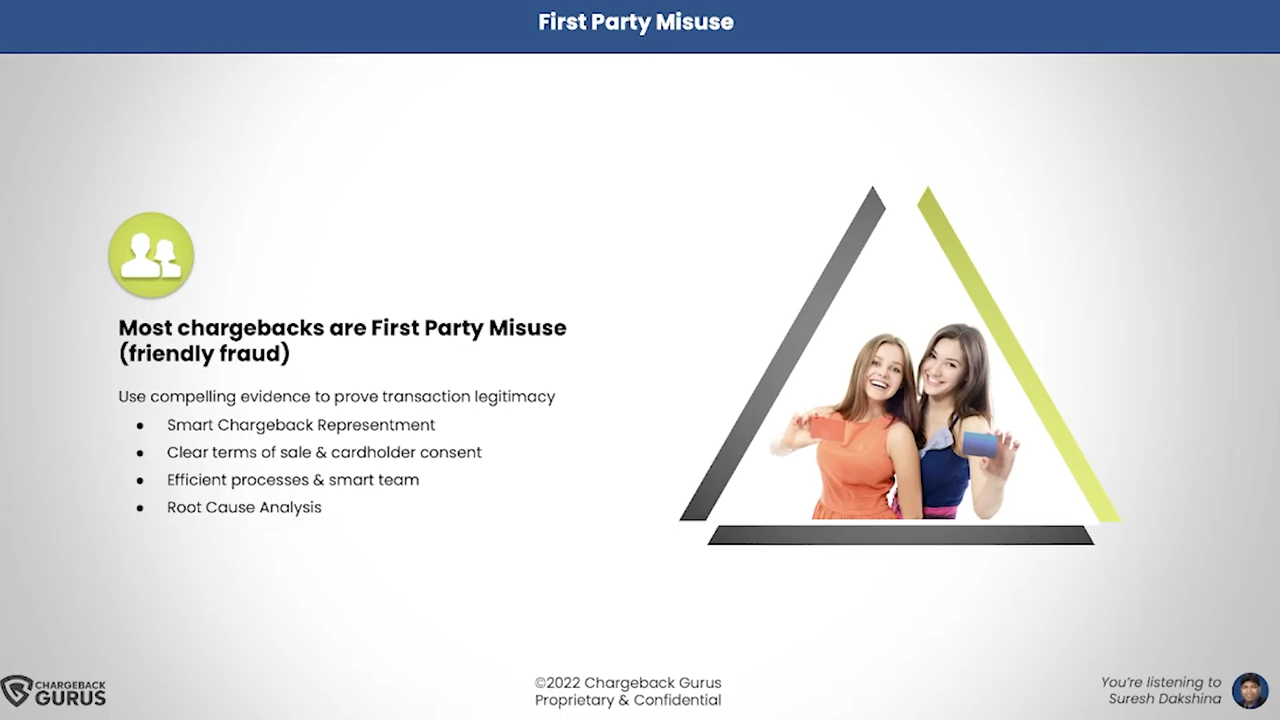 First Party Misuse
Most chargebacks are First Party Misuse
(friendly fraud)
Use compelling evidence to prove transaction legitimacy
● Smart Chargeback Representment
● Clear terms of sale & cardholder consent
● Efficient processes & smart team
● Root Cause Analysis
CHARGEBACK
GURUS
©2022 Chargeback Gurus
Proprietary & Confidential
You’re listening to
Suresh Dakshina